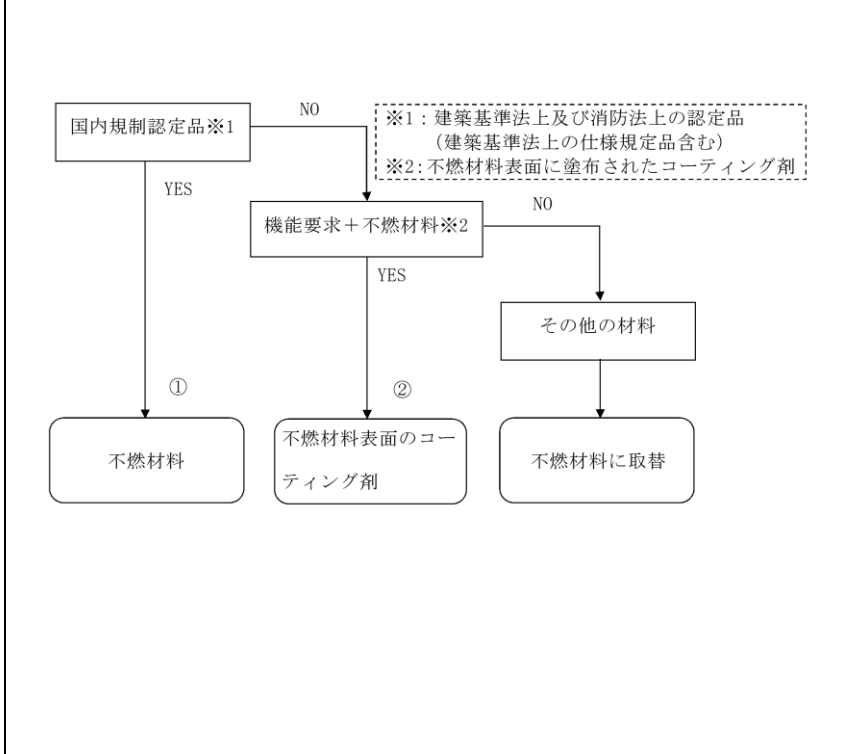 国内規制認定品※1
NO
※1：建築基準法上及び消防法上の認定品
（建築基準法上の仕様規定品含む）
※2：不燃材料表面に塗布されたコーティング剤
YES
機能要求＋不燃材料※2
NO
YES
その他の材料
①
②
不燃材料
不燃材料表面のコー
ティング剤
不燃材料に取替